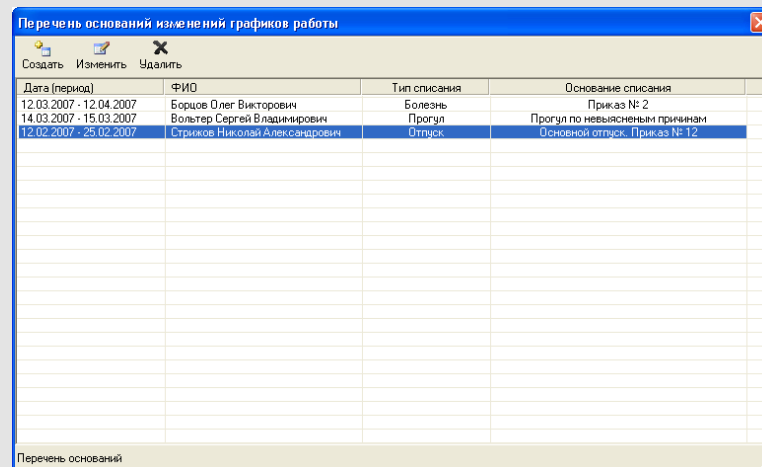 Перечень оснований изменений графиков работы
Создать Изменить Удалить
Дата (период) ФИО Тип списания Основание списания
12.03.2007 - 12.04.2007 Борцов Олег Викторович Болезнь Приказ № 2
14.03.2007 - 15.03.2007 Вольтер Сергей Владимирович Прогул Прогул по невыясненым причинам
12.02.2007 - 25.02.2007 Стрижов Николай Александрович Отпуск Основной отпуск. Приказ № 12
Перечень оснований